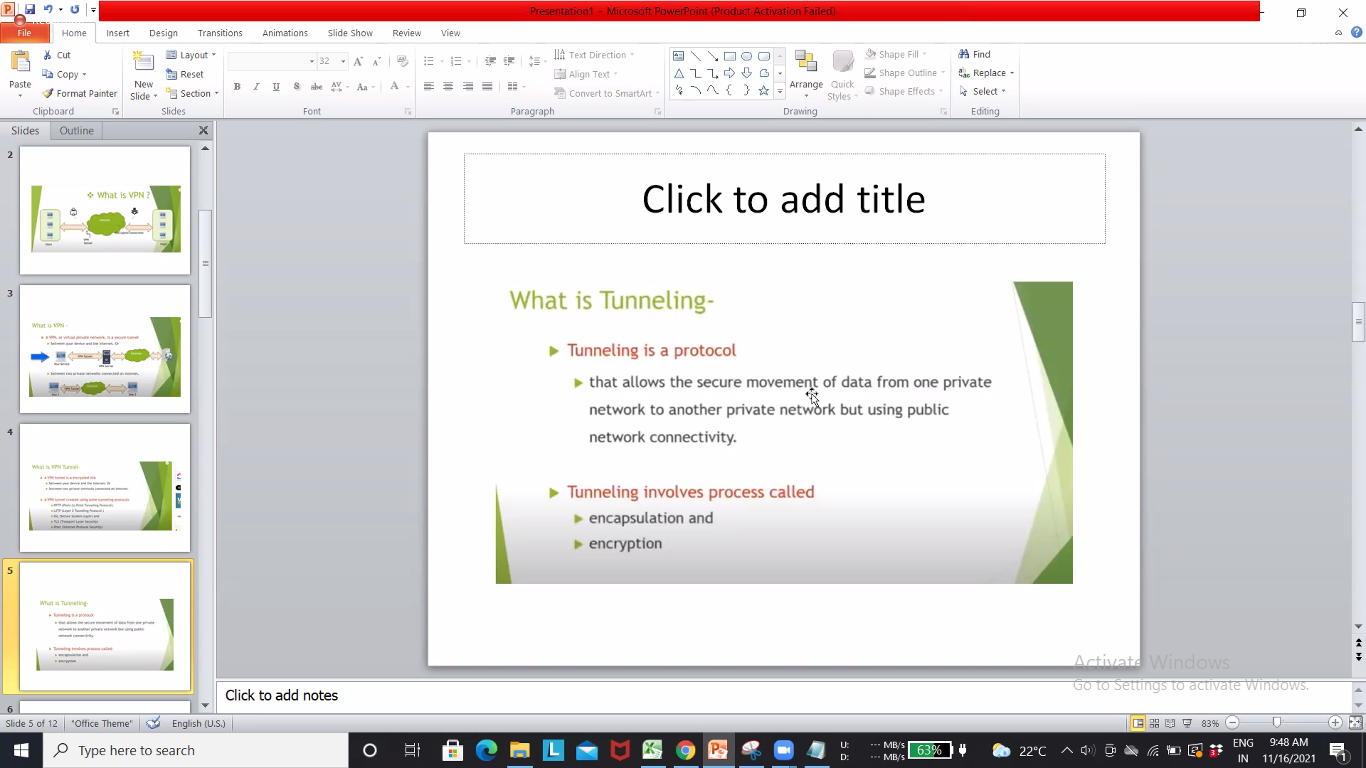 Presentation1 - Microsoft PowerPoint (Product Activation Failed)
File Home Insert Design Transitions Animations Slide Show Review View
Paste
Cut
Copy
Format Painter
Clipboard
New
Slide
Layout
Reset
Section
Slides
32
Font
Text Direction
Align Text
Convert to SmartArt
Paragraph
Arrange
Quick
Styles
Shape Fill
Shape Outline
Shape Effects
Drawing
Find
Replace
Select
Editing
Slides Outline
2
What is VPN ?
3
What is VPN -
4
What is VPN Tunnel-
5
What is Tunneling-
Tunneling is a protocol
that allows the secure movement of data from one private
network to another private network but using public
network connectivity.
Tunneling involves process called
encapsulation and
encryption
6
Click to add title
What is Tunneling-
Tunneling is a protocol
that allows the secure movement of data from one private
network to another private network but using public
network connectivity.
Tunneling involves process called
encapsulation and
encryption
Activate Windows
Go to Settings to activate Windows.
Click to add notes
Slide 5 of 12 "Office Theme" English (U.S.) 83%
Type here to search
U: --- MB/s
D: --- MB/s
63%
22°C
ENG
IN
9:48 AM
11/16/2021
1